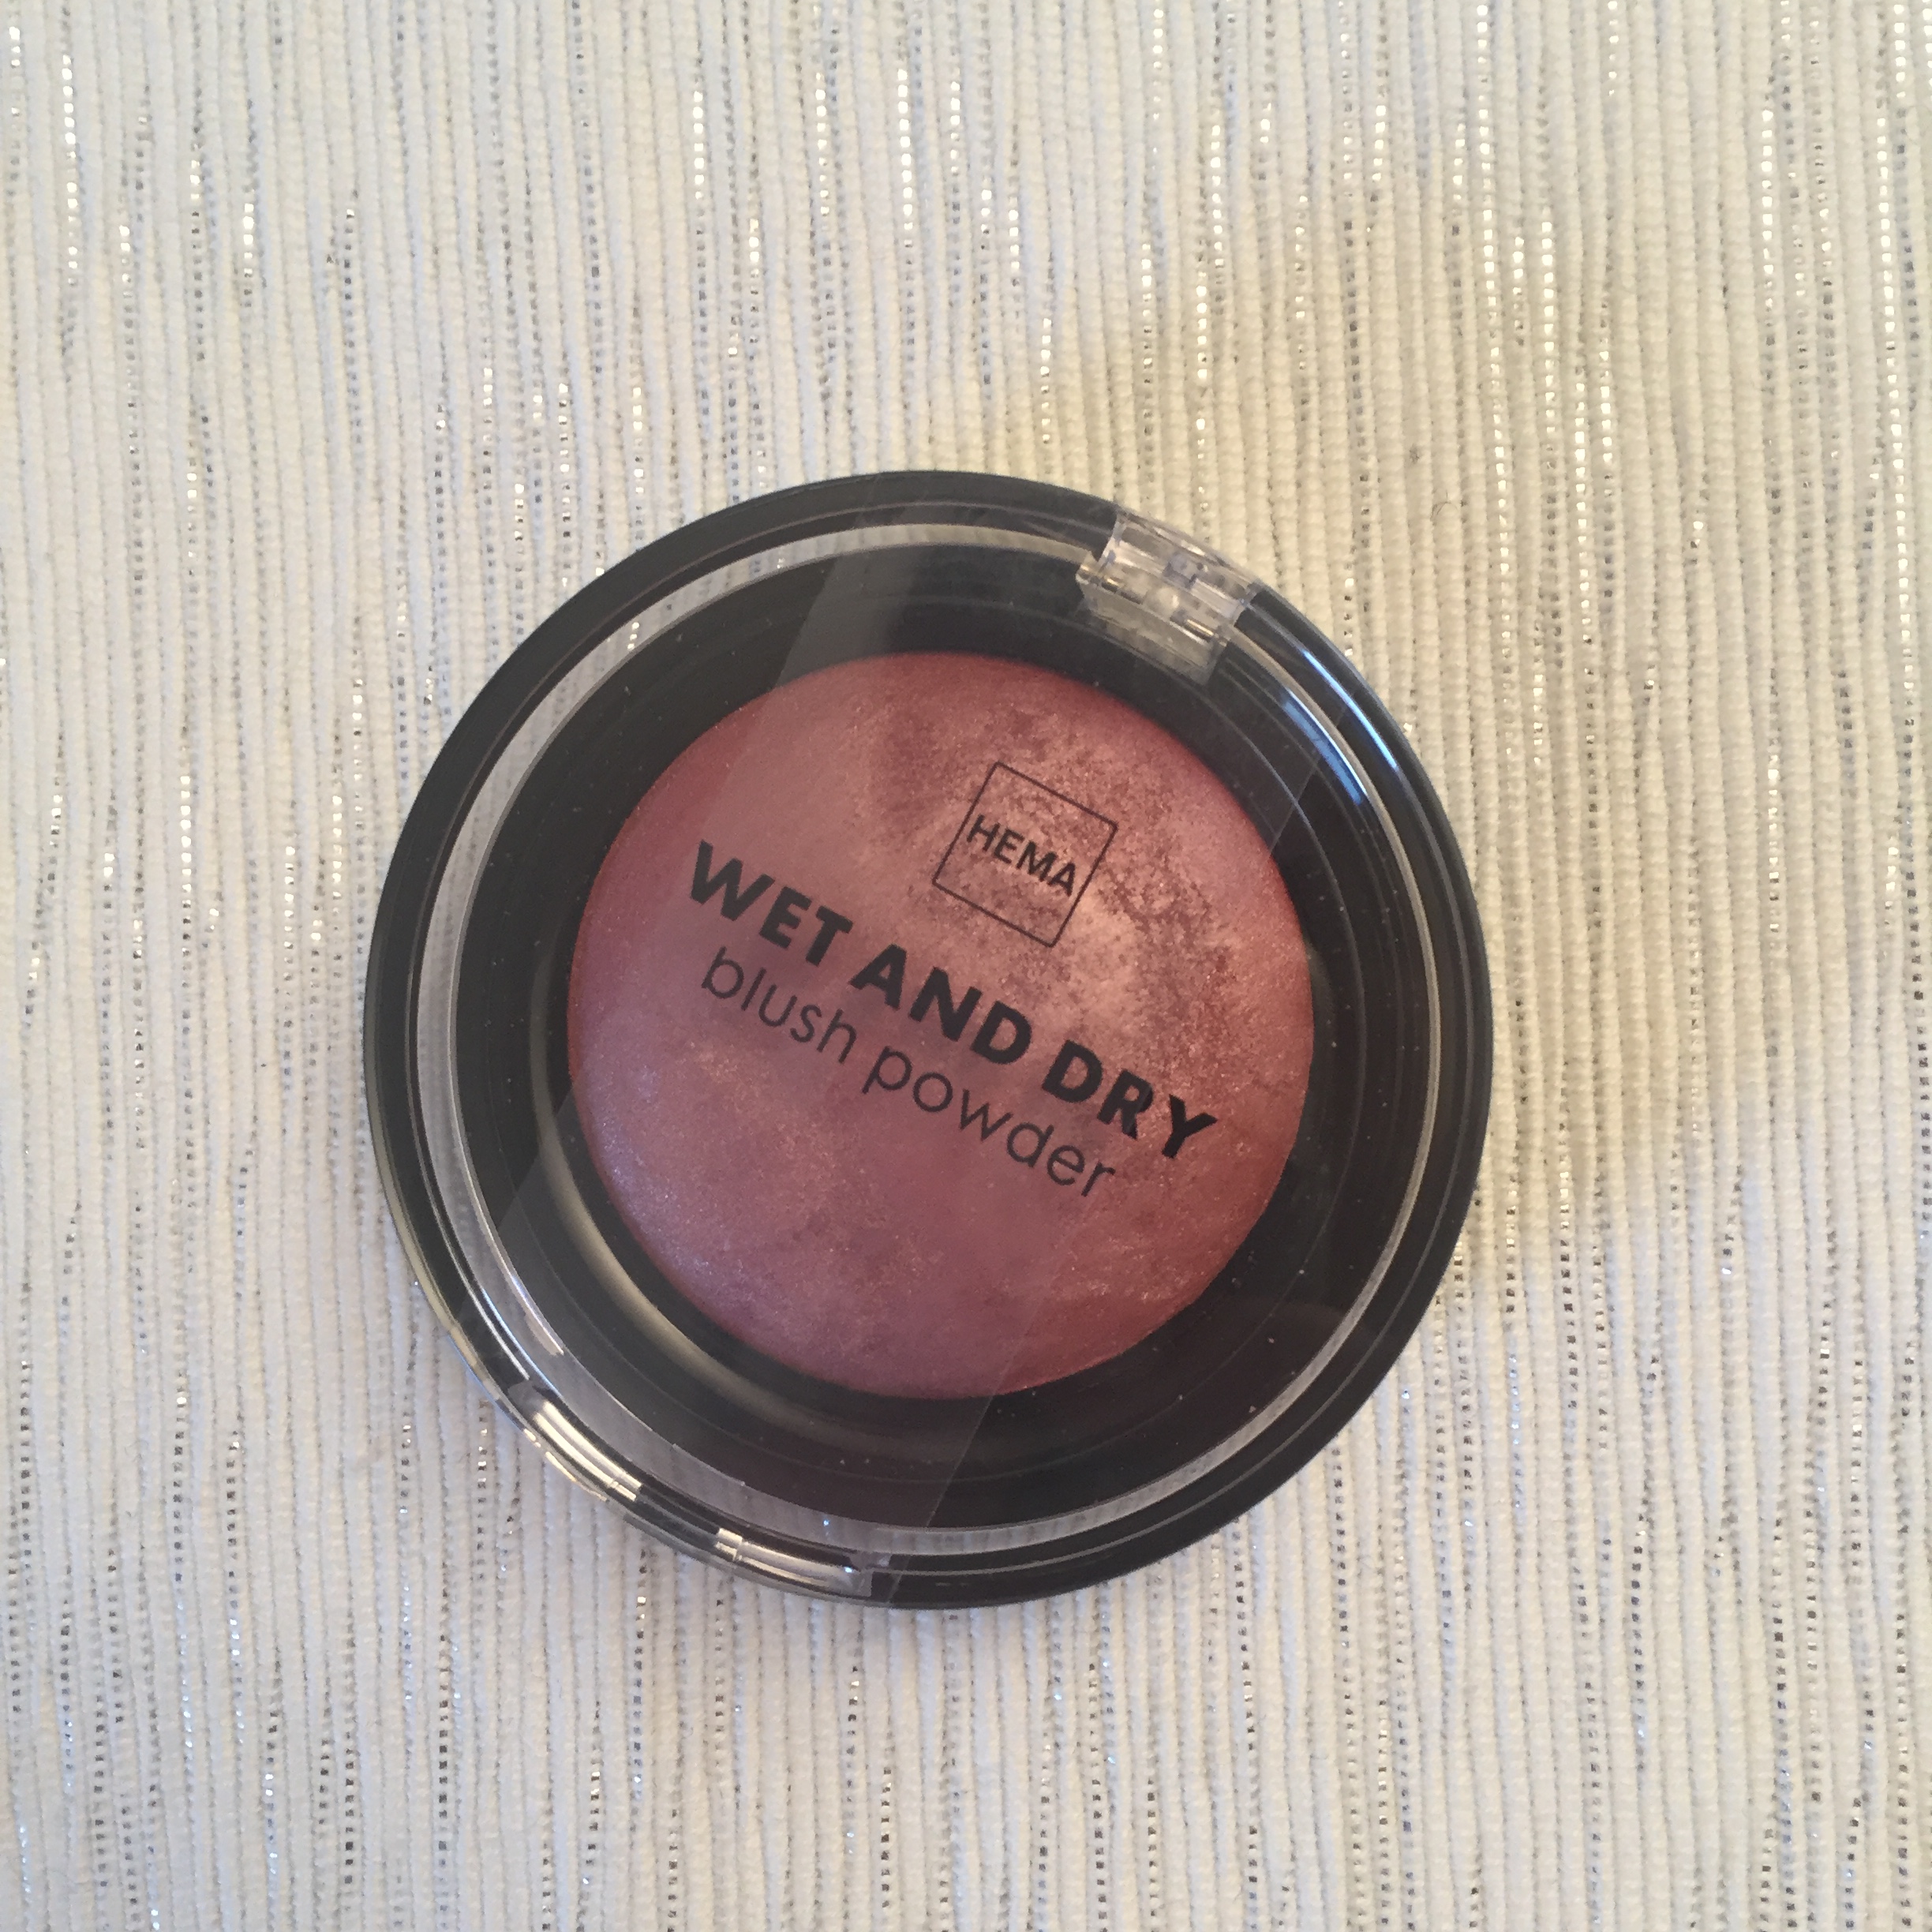 HEMA
WET AND DRY
blush powder